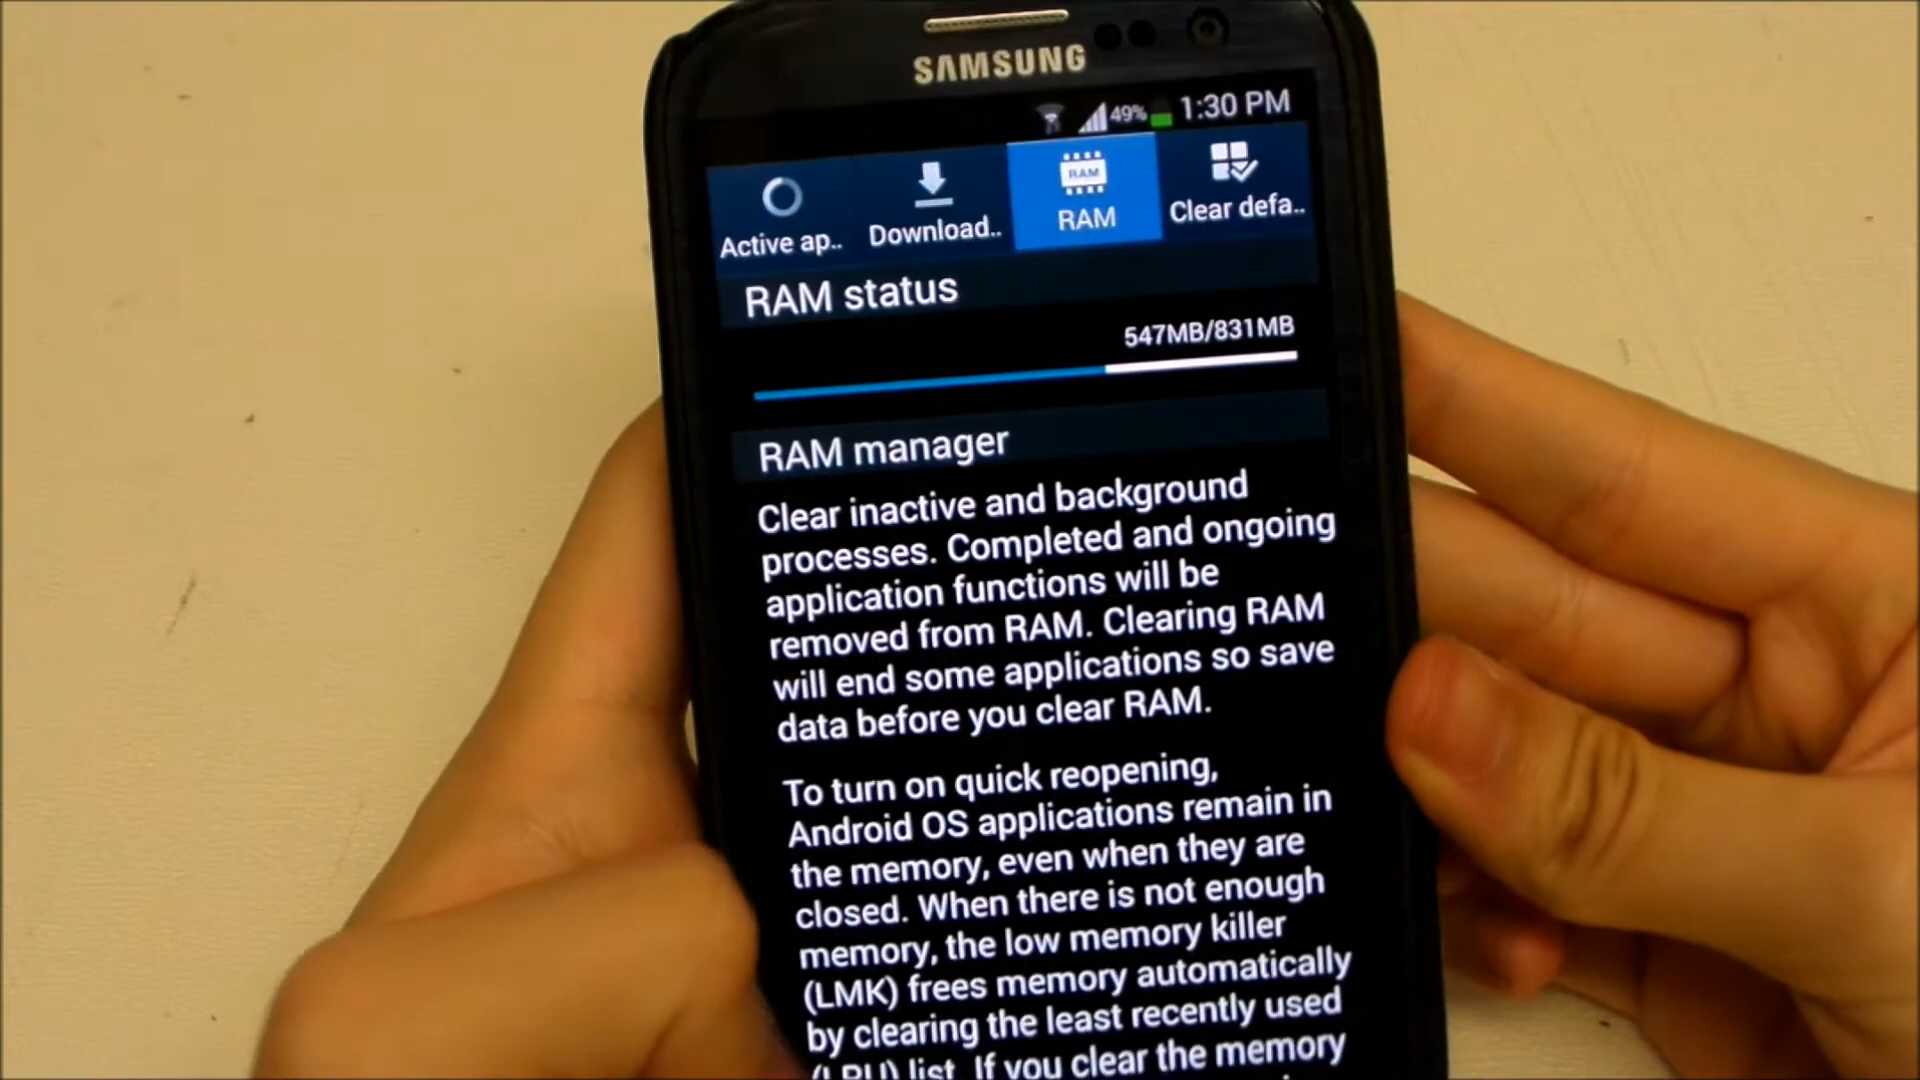 SAMSUNG
49% 1:30 PM
RAM
Active ap.. Download.. RAM Clear defa..
RAM status
547MB/831MB
RAM manager
Clear inactive and background
processes. Completed and ongoing
application functions will be
removed from RAM. Clearing RAM
will end some applications so save
data before you clear RAM.
To turn on quick reopening,
Android OS applications remain in
the memory, even when they are
closed. When there is not enough
memory, the low memory killer
(LMK) frees memory automatically
by clearing the least recently used
(LRU) list. If you clear the memory